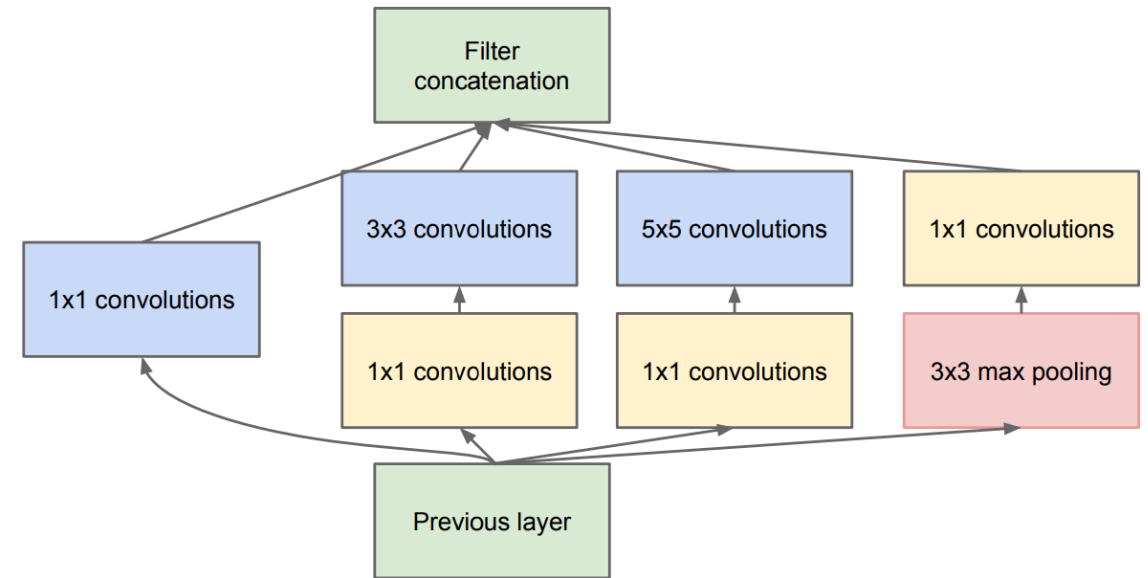 Filter
concatenation
3x3 convolutions
5x5 convolutions
1x1 convolutions
1x1 convolutions
1x1 convolutions
1x1 convolutions
3x3 max pooling
Previous layer